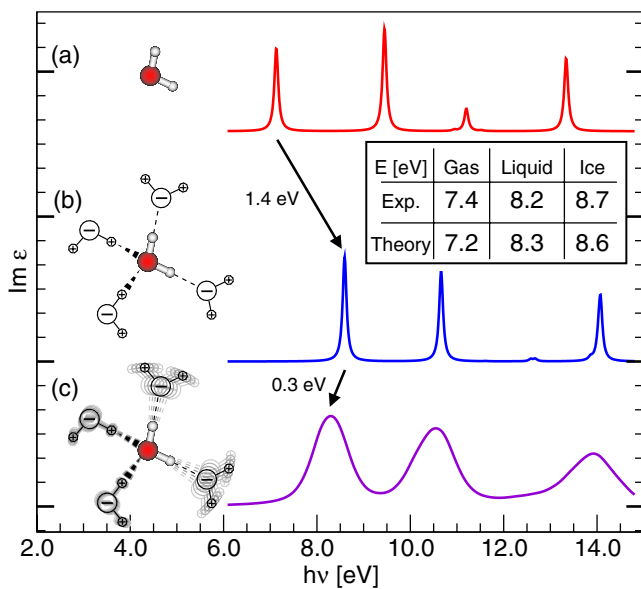 (a)
E [eV] Gas Liquid Ice
Exp. 7.4 8.2 8.7
Theory 7.2 8.3 8.6
1.4 eV
(b)
Im ε
0.3 eV
(c)
2.0 4.0 6.0 8.0 10.0 12.0 14.0
hν [eV]